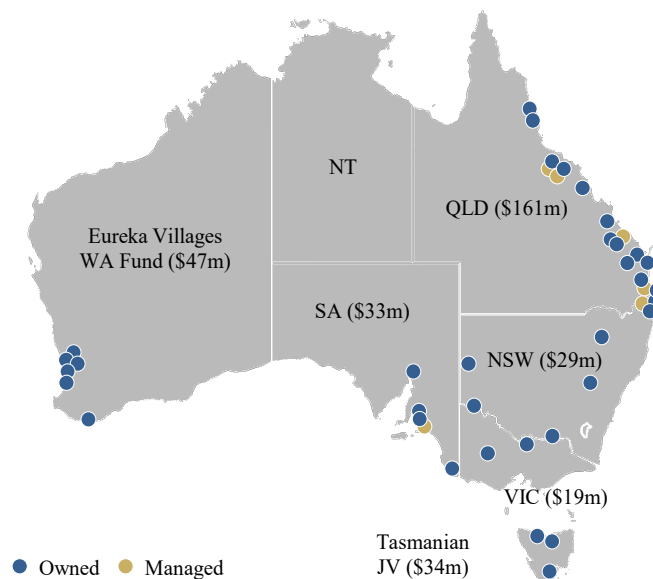 NT
QLD ($161m)
Eureka Villages
WA Fund ($47m)
SA ($33m)
NSW ($29m)
VIC ($19m)
Tasmanian
JV ($34m)
Owned
Managed